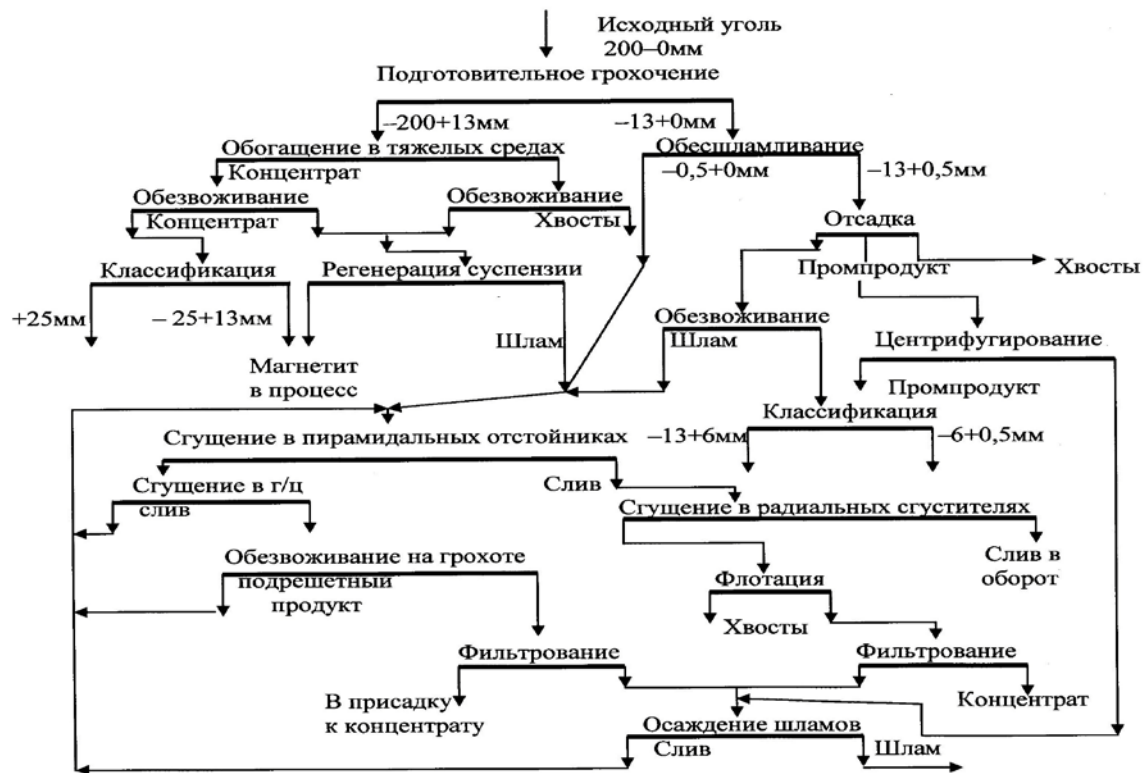 Исходный уголь
200–0мм
Подготовительное грохочение
–200+13мм
–13+0мм
Обогащение в тяжелых средах
Обесшламливание
Концентрат
–0,5+0мм
–13+0,5мм
Обезвоживание
Обезвоживание
Концентрат
Хвосты
Отсадка
Классификация
Регенерация суспензии
Промпродукт
Хвосты
+25мм
– 25+13мм
Шлам
Обезвоживание
Шлам
Центрифугирование
Магнетит
в процесс
Промпродукт
Классификация
Сгущение в пирамидальных отстойниках
–13+6мм
–6+0,5мм
Сгущение в г/ц
слив
Слив
Сгущение в радиальных сгустителях
Обезвоживание на грохоте
подрешетный
продукт
Слив в
оборот
Флотация
Хвосты
Фильтрование
Фильтрование
В присадку
к концентрату
Концентрат
Осаждение шламов
Слив
Шлам